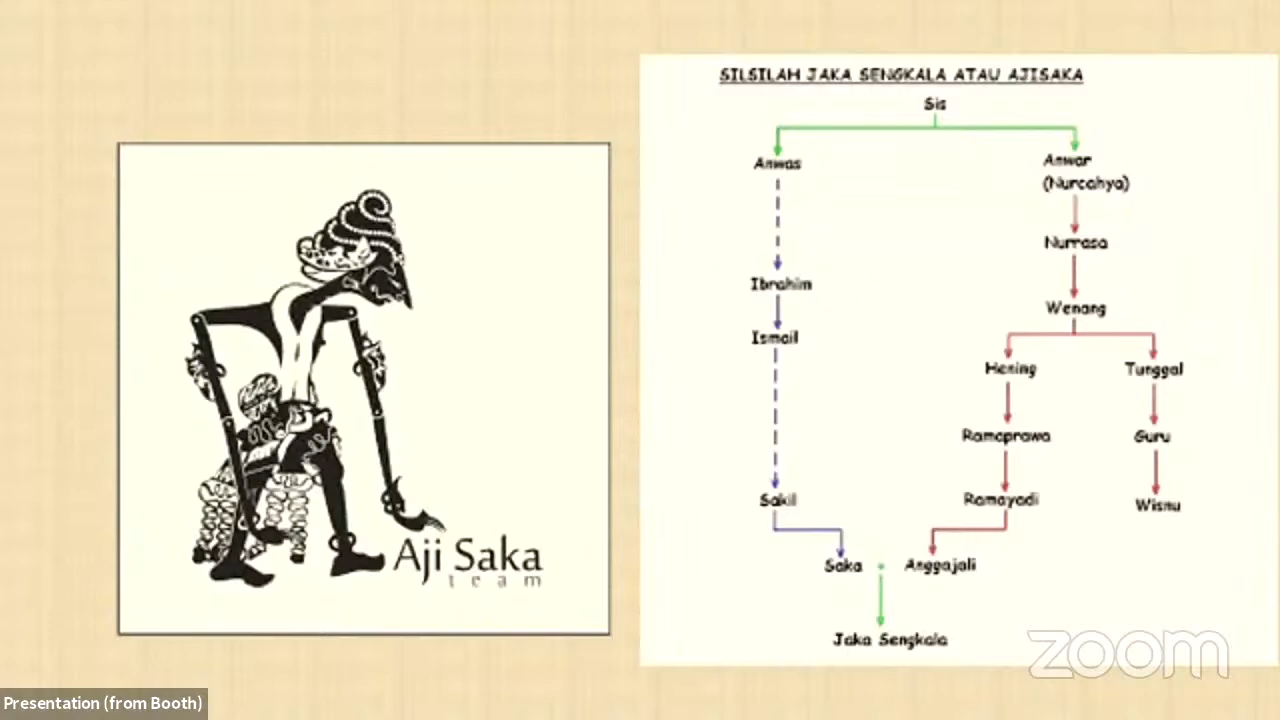 Aji Saka
team
SILSILAH JAKA SENGKALA ATAU AJISAKA
Sis
Anwas
Anwar
(Nurcahya)
Nurrasa
Ibrahim
Wenang
Ismail
Hening
Tunggal
Ramaprawa
Guru
Sakil
Ramayadi
Wisnu
Saka + Anggajali
Jaka Sengkala
zoom
Presentation (from Booth)